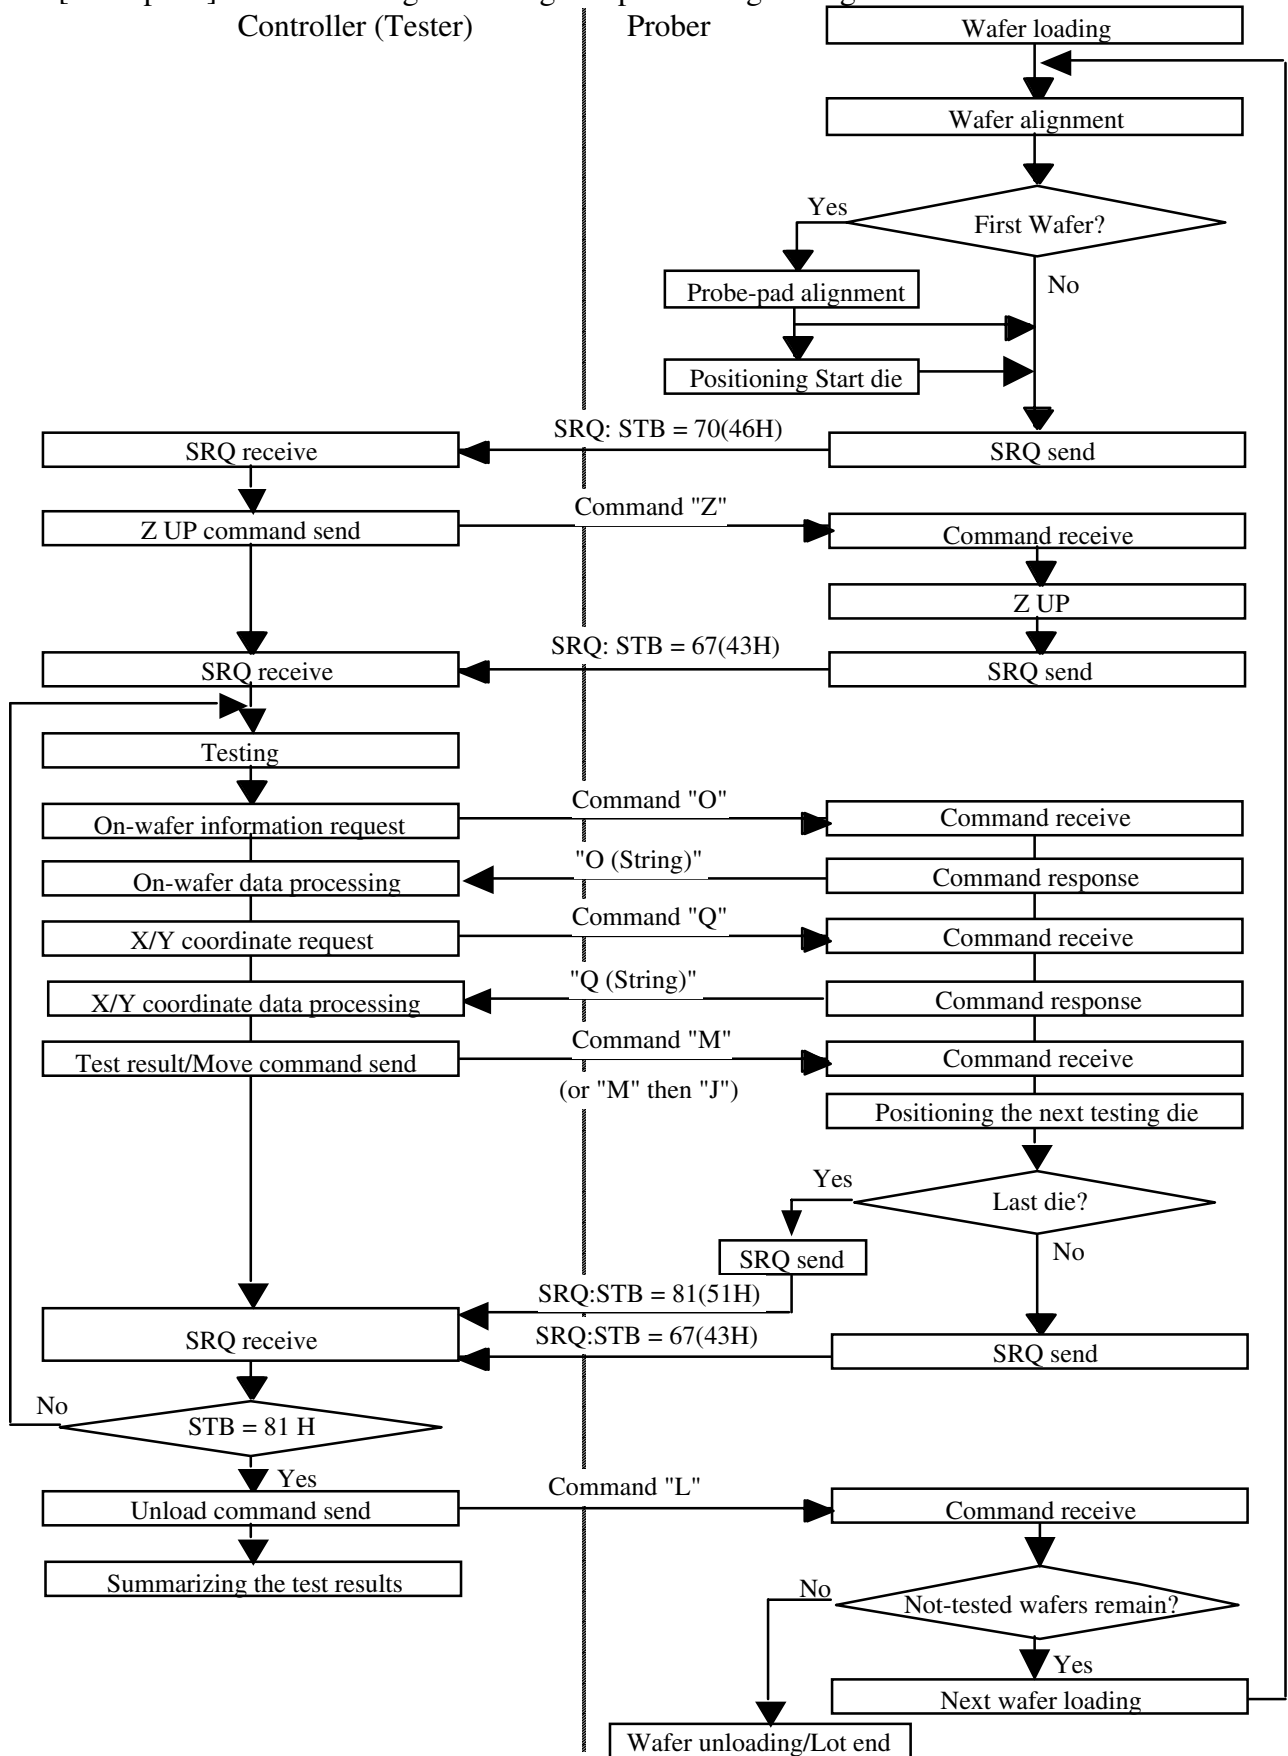 Controller (Tester)
Prober
Wafer loading
Wafer alignment
Yes
First Wafer?
Probe-pad alignment
No
Positioning Start die
SRQ: STB = 70(46H)
SRQ receive
SRQ send
Command "Z"
Z UP command send
Command receive
Z UP
SRQ: STB = 67(43H)
SRQ receive
SRQ send
Testing
Command "O"
On-wafer information request
Command receive
"O (String)"
On-wafer data processing
Command response
Command "Q"
X/Y coordinate request
Command receive
"Q (String)"
X/Y coordinate data processing
Command response
Command "M"
Test result/Move command send
Command receive
(or "M" then "J")
Positioning the next testing die
Yes
Last die?
SRQ send
No
SRQ:STB = 81(51H)
SRQ receive
SRQ:STB = 67(43H)
SRQ send
No
STB = 81 H
Yes
Command "L"
Unload command send
Command receive
Summarizing the test results
No
Not-tested wafers remain?
Yes
Next wafer loading
Wafer unloading/Lot end